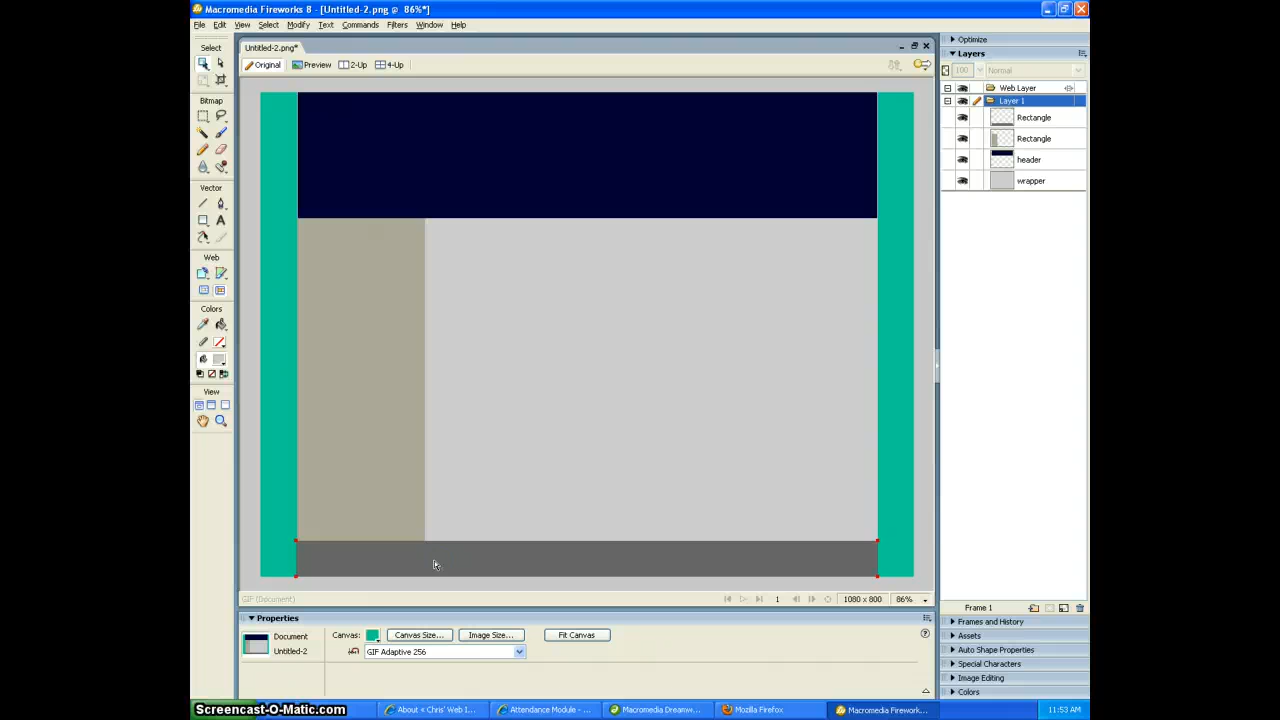 Macromedia Fireworks 8 - [Untitled-2.png @ 86%*]
File Edit View Select Modify Text Commands Filters Window Help
Select
Untitled-2.png*
Original Preview 2-Up 4-Up
Bitmap
Vector
Web
Colors
View
Optimize
Layers
100 Normal
Web Layer
Layer 1
Rectangle
Rectangle
header
wrapper
GIF (Document)
1 1080 x 800 86%
Frame 1
Frames and History
Assets
Auto Shape Properties
Special Characters
Image Editing
Colors
Properties
Document
Untitled-2
Canvas: Canvas Size... Image Size... Fit Canvas
GIF Adaptive 256
Screencast-O-Matic.com
About « Chris' Web I...
Attendance Module - ...
Macromedia Dreamw...
Mozilla Firefox
Macromedia Firework...
11:53 AM